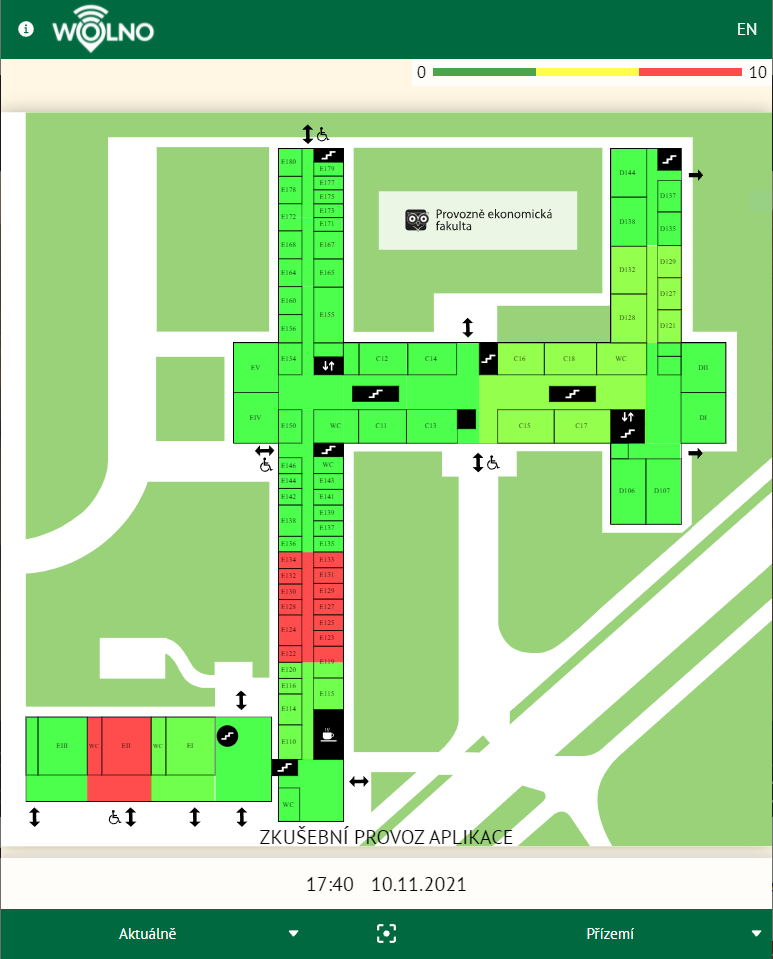 WOLNO
EN
0
10
E180
E179
E178
E177
E175
E173
E172
E171
E168
E167
E164
E165
E160
E155
E156
E154
D144
D137
D138
D135
D132
D129
D127
D128
D121
Provozně ekonomická
fakulta
EV
C12
C14
C16
C18
WC
DII
EIV
E150
WC
C11
C13
C15
C17
DI
E146
WC
E144
E143
E142
E141
E139
E138
E137
E136
E135
D106
D107
E134
E133
E132
E131
E130
E129
E128
E127
E125
E124
E123
E122
E119
E120
E116
E115
E114
E110
WC
EIII
WC
EII
WC
EI
ZKUŠEBNÍ PROVOZ APLIKACE
17:40 10.11.2021
Aktuálně
Přízemí